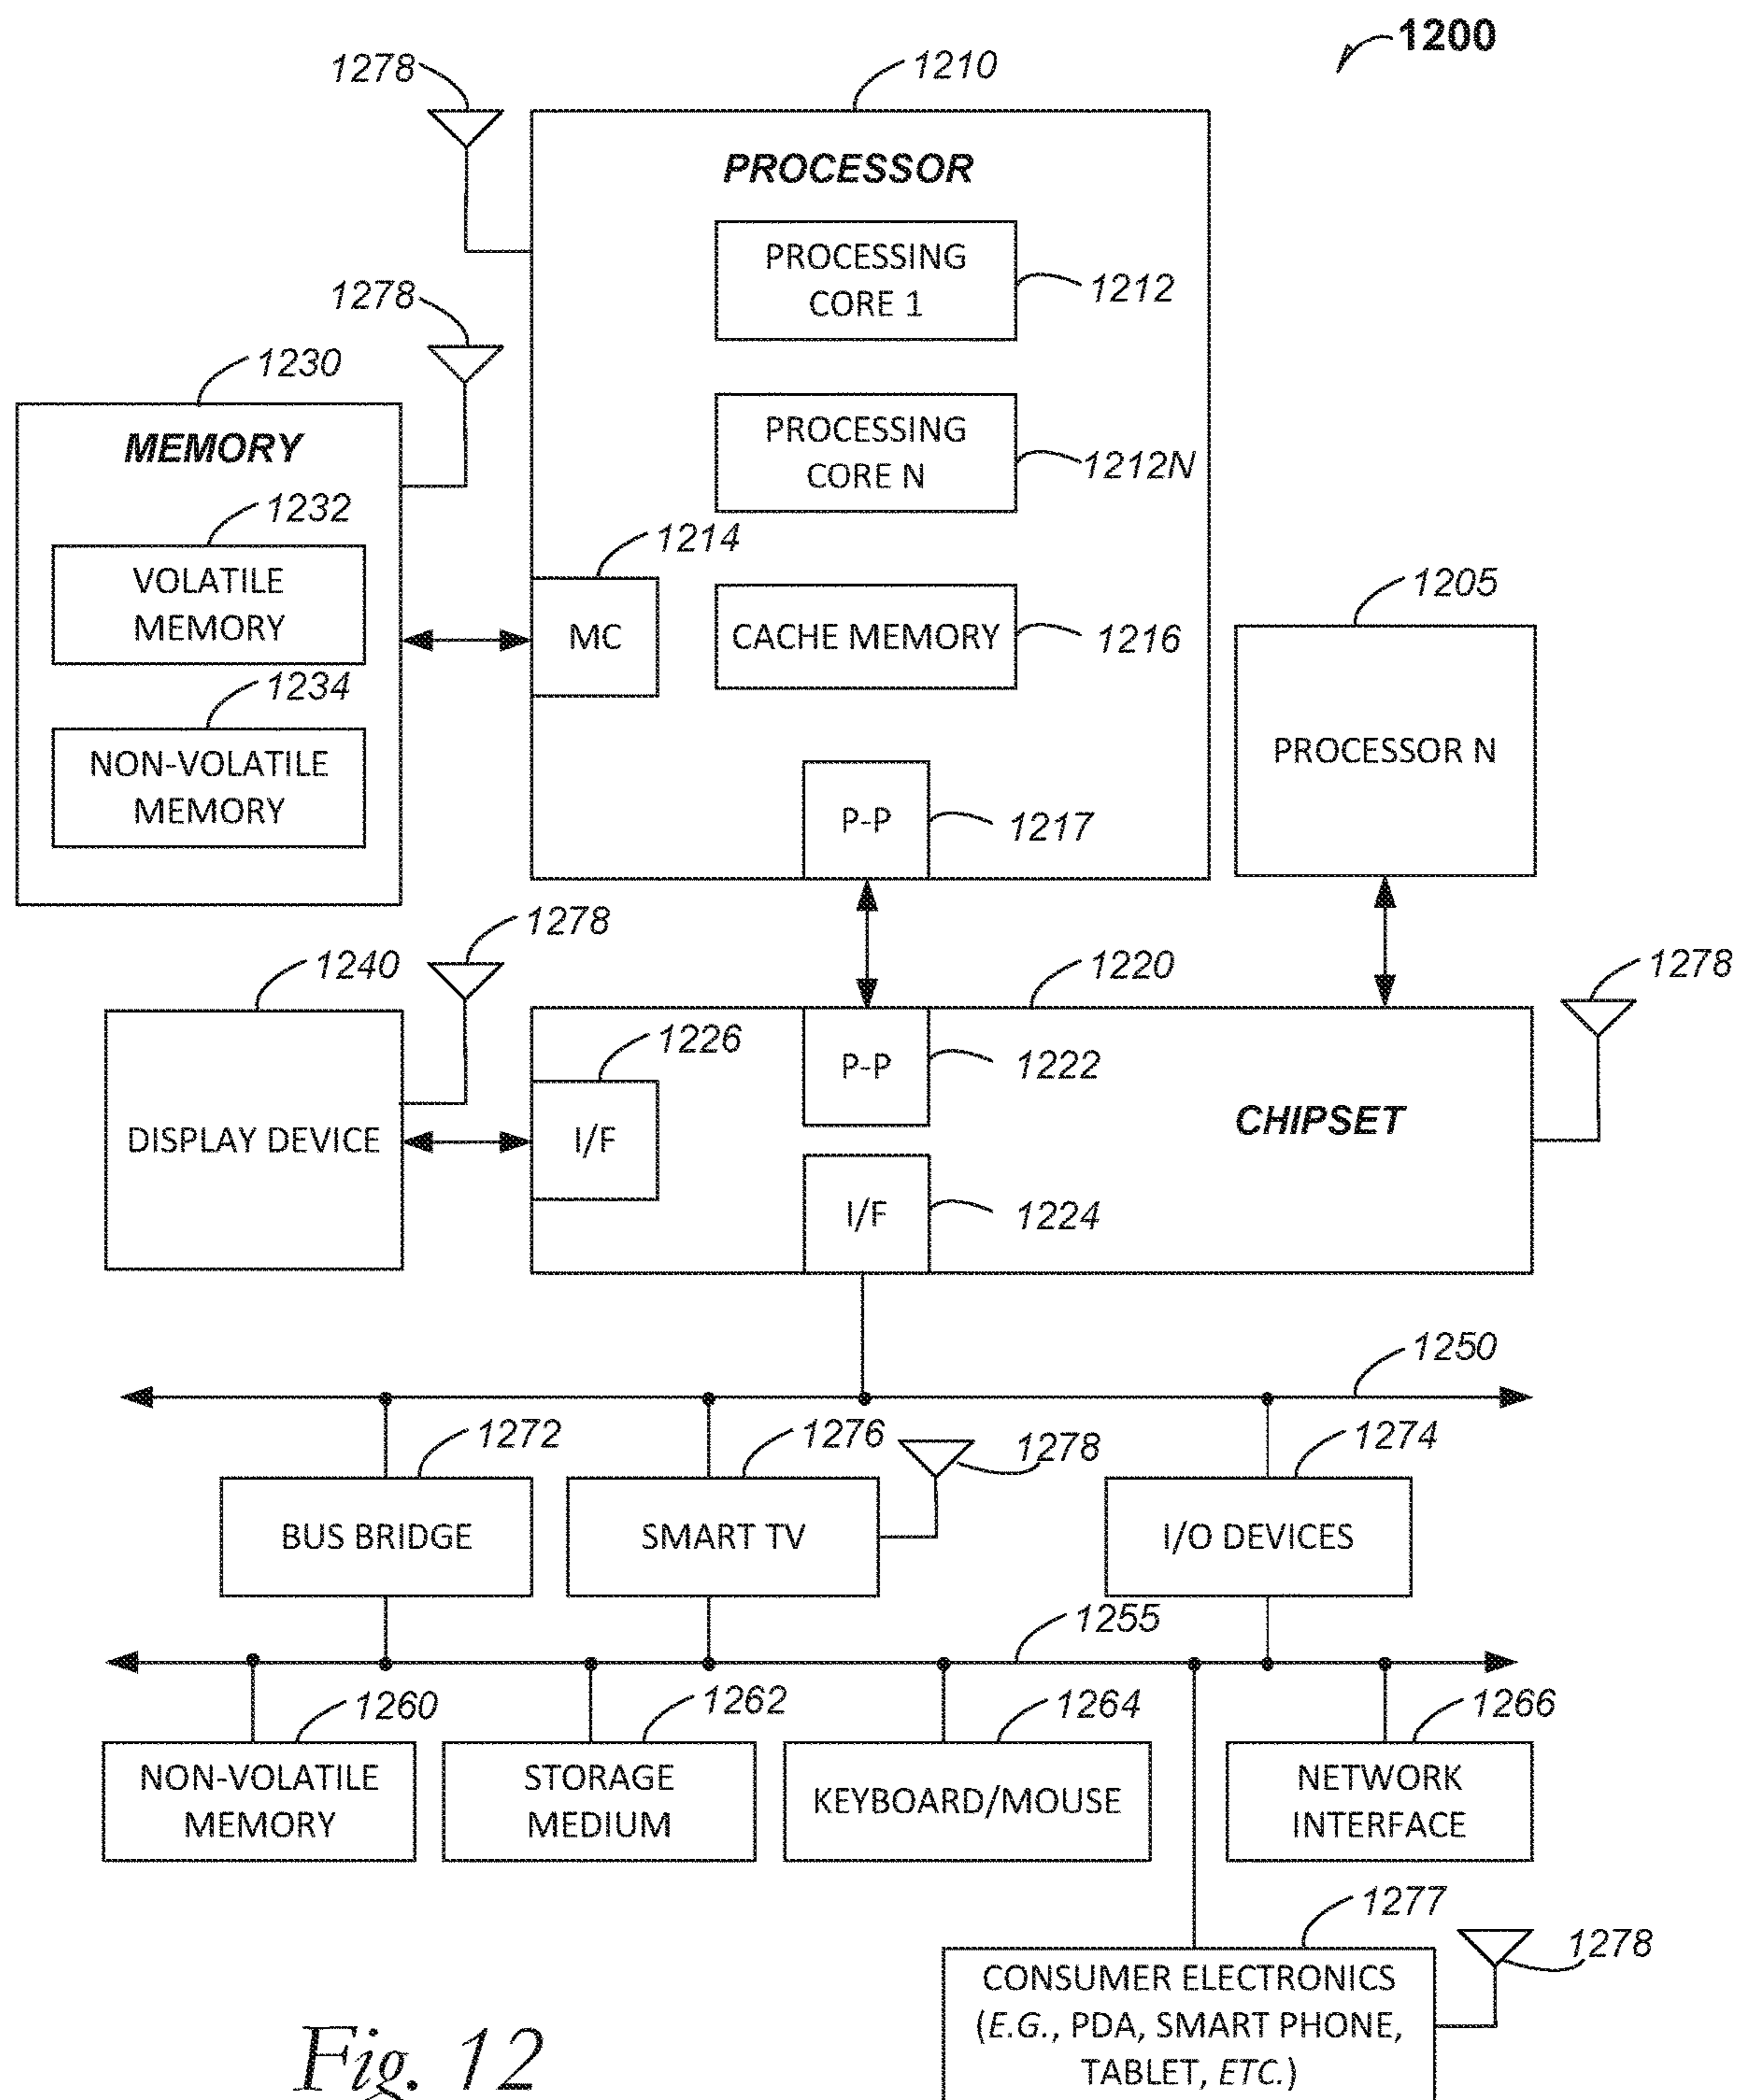 1200
1278
1210
PROCESSOR
PROCESSING
CORE 1
1212
1278
1230
MEMORY
PROCESSING
CORE N
1212N
1232
VOLATILE
MEMORY
1214
MC
CACHE MEMORY
1216
1205
PROCESSOR N
1234
NON-VOLATILE
MEMORY
P-P
1217
1240
1278
1220
1278
DISPLAY DEVICE
1226
I/F
P-P
1222
CHIPSET
I/F
1224
1250
1272
1276
1278
1274
BUS BRIDGE
SMART TV
I/O DEVICES
1255
1260
1262
1264
1266
NON-VOLATILE
MEMORY
STORAGE
MEDIUM
KEYBOARD/MOUSE
NETWORK
INTERFACE
1277
1278
CONSUMER ELECTRONICS
(E.G., PDA, SMART PHONE,
TABLET, ETC.)
Fig. 12